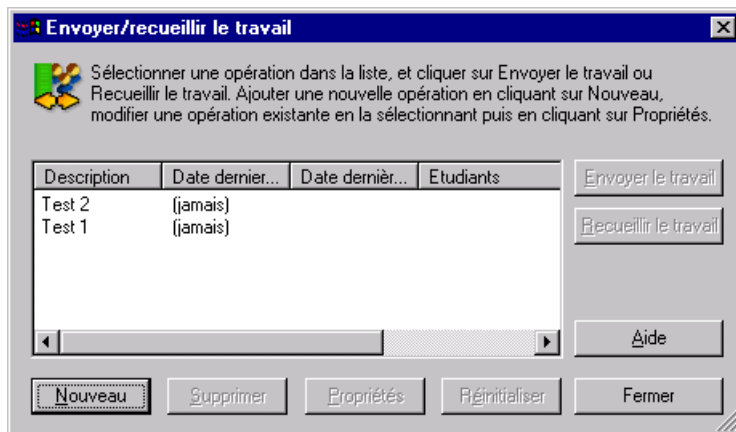 Envoyer/recueillir le travail
Sélectionner une opération dans la liste, et cliquer sur Envoyer le travail ou
Recueillir le travail. Ajouter une nouvelle opération en cliquant sur Nouveau,
modifier une opération existante en la sélectionnant puis en cliquant sur Propriétés.
Description Date dernier... Date dernièr... Etudiants
Envoyer le travail
Test 2 (jamais)
Test 1 (jamais)
Recueillir le travail
Aide
Nouveau Supprimer Propriétés Réinitialiser Fermer